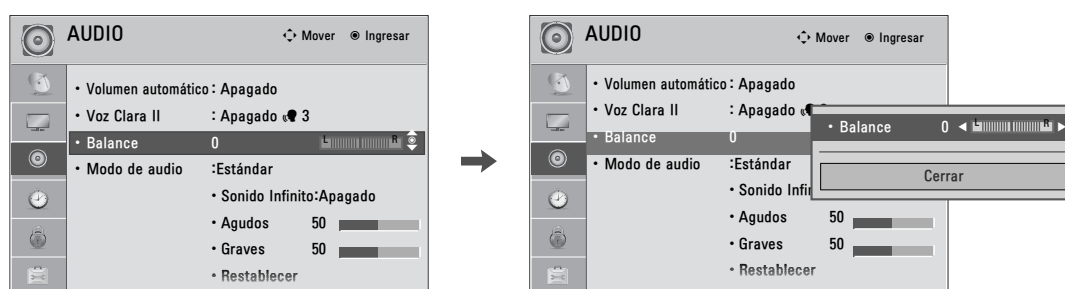 AUDIO
Mover Ingresar
• Volumen automático : Apagado
• Voz Clara II : Apagado 3
• Balance 0 L R
• Modo de audio :Estándar
• Sonido Infinito:Apagado
• Agudos 50
• Graves 50
• Restablecer
AUDIO
Mover Ingresar
• Volumen automático : Apagado
• Voz Clara II : Apagado
• Balance 0
• Modo de audio :Estándar
• Sonido Infi
• Agudos 50
• Graves 50
• Restablecer
• Balance 0 L R
Cerrar